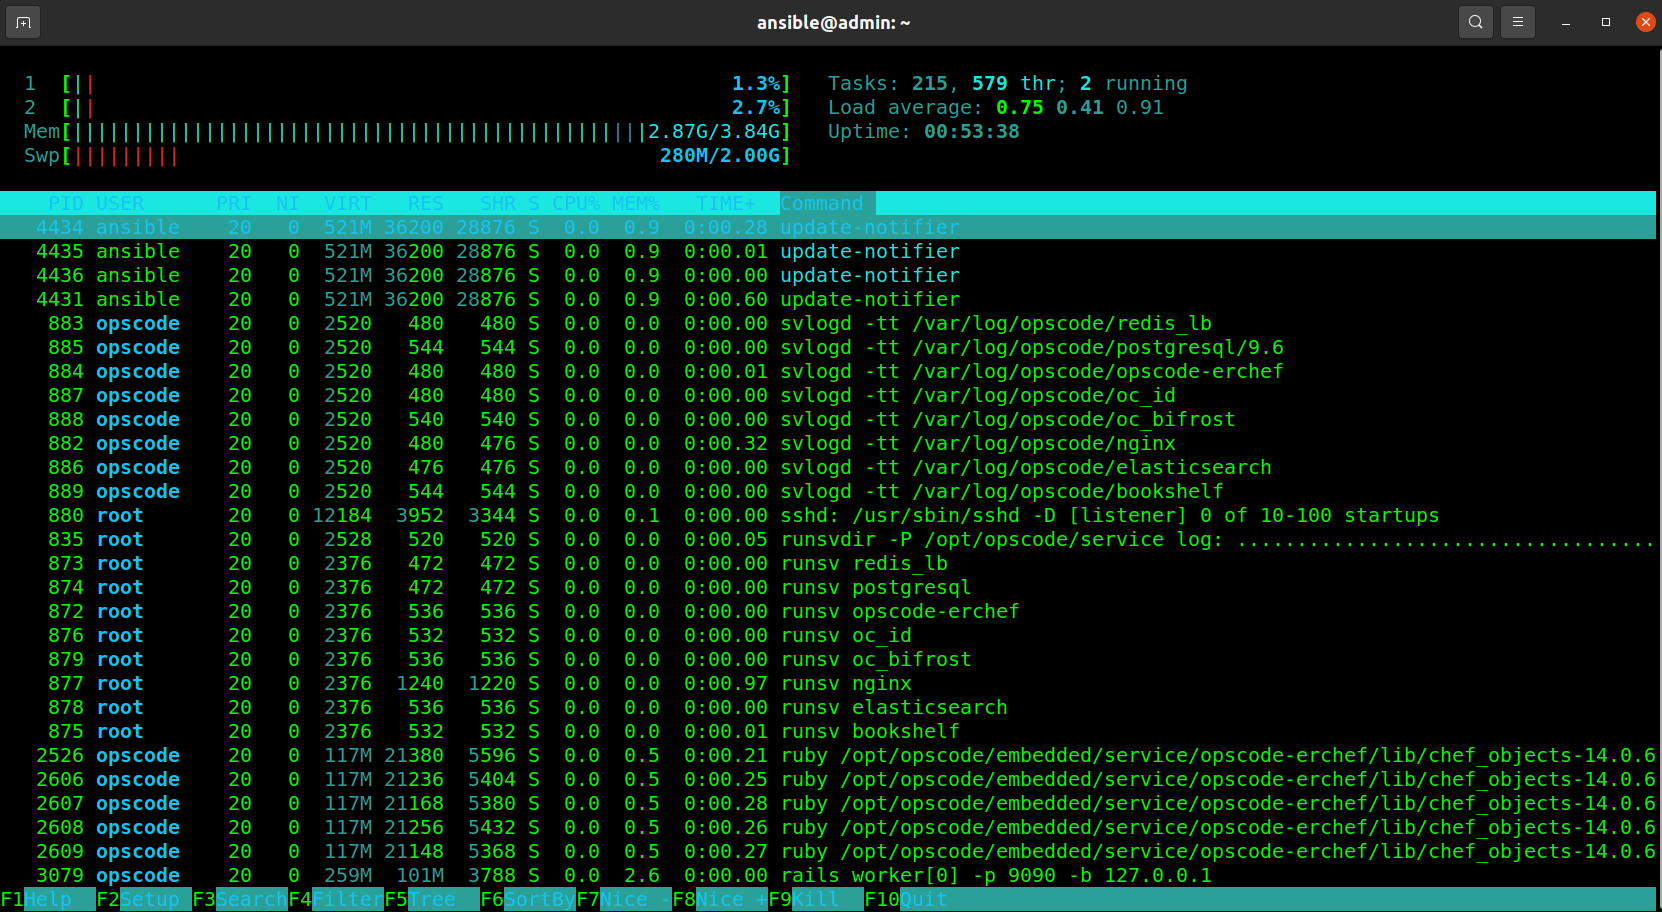 ansible@admin: ~
1 [|| 1.3%] Tasks: 215, 579 thr; 2 running
2 [|| 2.7%] Load average: 0.75 0.41 0.91
Mem[||||||||||||||||||||||||||||||||||||||||||||||||2.87G/3.84G] Uptime: 00:53:38
Swp[||||||||| 280M/2.00G]
PID USER PRI NI VIRT RES SHR S CPU% MEM% TIME+ Command
4434 ansible 20 0 521M 36200 28876 S 0.0 0.9 0:00.28 update-notifier
4435 ansible 20 0 521M 36200 28876 S 0.0 0.9 0:00.01 update-notifier
4436 ansible 20 0 521M 36200 28876 S 0.0 0.9 0:00.00 update-notifier
4431 ansible 20 0 521M 36200 28876 S 0.0 0.9 0:00.60 update-notifier
883 opscode 20 0 2520 480 480 S 0.0 0.0 0:00.00 svlogd -tt /var/log/opscode/redis_lb
885 opscode 20 0 2520 544 544 S 0.0 0.0 0:00.00 svlogd -tt /var/log/opscode/postgresql/9.6
884 opscode 20 0 2520 480 480 S 0.0 0.0 0:00.01 svlogd -tt /var/log/opscode/opscode-erchef
887 opscode 20 0 2520 480 480 S 0.0 0.0 0:00.00 svlogd -tt /var/log/opscode/oc_id
888 opscode 20 0 2520 540 540 S 0.0 0.0 0:00.00 svlogd -tt /var/log/opscode/oc_bifrost
882 opscode 20 0 2520 480 476 S 0.0 0.0 0:00.32 svlogd -tt /var/log/opscode/nginx
886 opscode 20 0 2520 476 476 S 0.0 0.0 0:00.00 svlogd -tt /var/log/opscode/elasticsearch
889 opscode 20 0 2520 544 544 S 0.0 0.0 0:00.00 svlogd -tt /var/log/opscode/bookshelf
880 root 20 0 12184 3952 3344 S 0.0 0.1 0:00.00 sshd: /usr/sbin/sshd -D [listener] 0 of 10-100 startups
835 root 20 0 2528 520 520 S 0.0 0.0 0:00.05 runsvdir -P /opt/opscode/service log: ...................................
873 root 20 0 2376 472 472 S 0.0 0.0 0:00.00 runsv redis_lb
874 root 20 0 2376 472 472 S 0.0 0.0 0:00.00 runsv postgresql
872 root 20 0 2376 536 536 S 0.0 0.0 0:00.00 runsv opscode-erchef
876 root 20 0 2376 532 532 S 0.0 0.0 0:00.00 runsv oc_id
879 root 20 0 2376 536 536 S 0.0 0.0 0:00.00 runsv oc_bifrost
877 root 20 0 2376 1240 1220 S 0.0 0.0 0:00.97 runsv nginx
878 root 20 0 2376 536 536 S 0.0 0.0 0:00.00 runsv elasticsearch
875 root 20 0 2376 532 532 S 0.0 0.0 0:00.01 runsv bookshelf
2526 opscode 20 0 117M 21380 5596 S 0.0 0.5 0:00.21 ruby /opt/opscode/embedded/service/opscode-erchef/lib/chef_objects-14.0.6
2606 opscode 20 0 117M 21236 5404 S 0.0 0.5 0:00.25 ruby /opt/opscode/embedded/service/opscode-erchef/lib/chef_objects-14.0.6
2607 opscode 20 0 117M 21168 5380 S 0.0 0.5 0:00.28 ruby /opt/opscode/embedded/service/opscode-erchef/lib/chef_objects-14.0.6
2608 opscode 20 0 117M 21256 5432 S 0.0 0.5 0:00.26 ruby /opt/opscode/embedded/service/opscode-erchef/lib/chef_objects-14.0.6
2609 opscode 20 0 117M 21148 5368 S 0.0 0.5 0:00.27 ruby /opt/opscode/embedded/service/opscode-erchef/lib/chef_objects-14.0.6
3079 opscode 20 0 259M 101M 3788 S 0.0 2.6 0:00.00 rails worker[0] -p 9090 -b 127.0.0.1
F1Help F2Setup F3SearchF4FilterF5Tree F6SortByF7Nice -F8Nice +F9Kill F10Quit